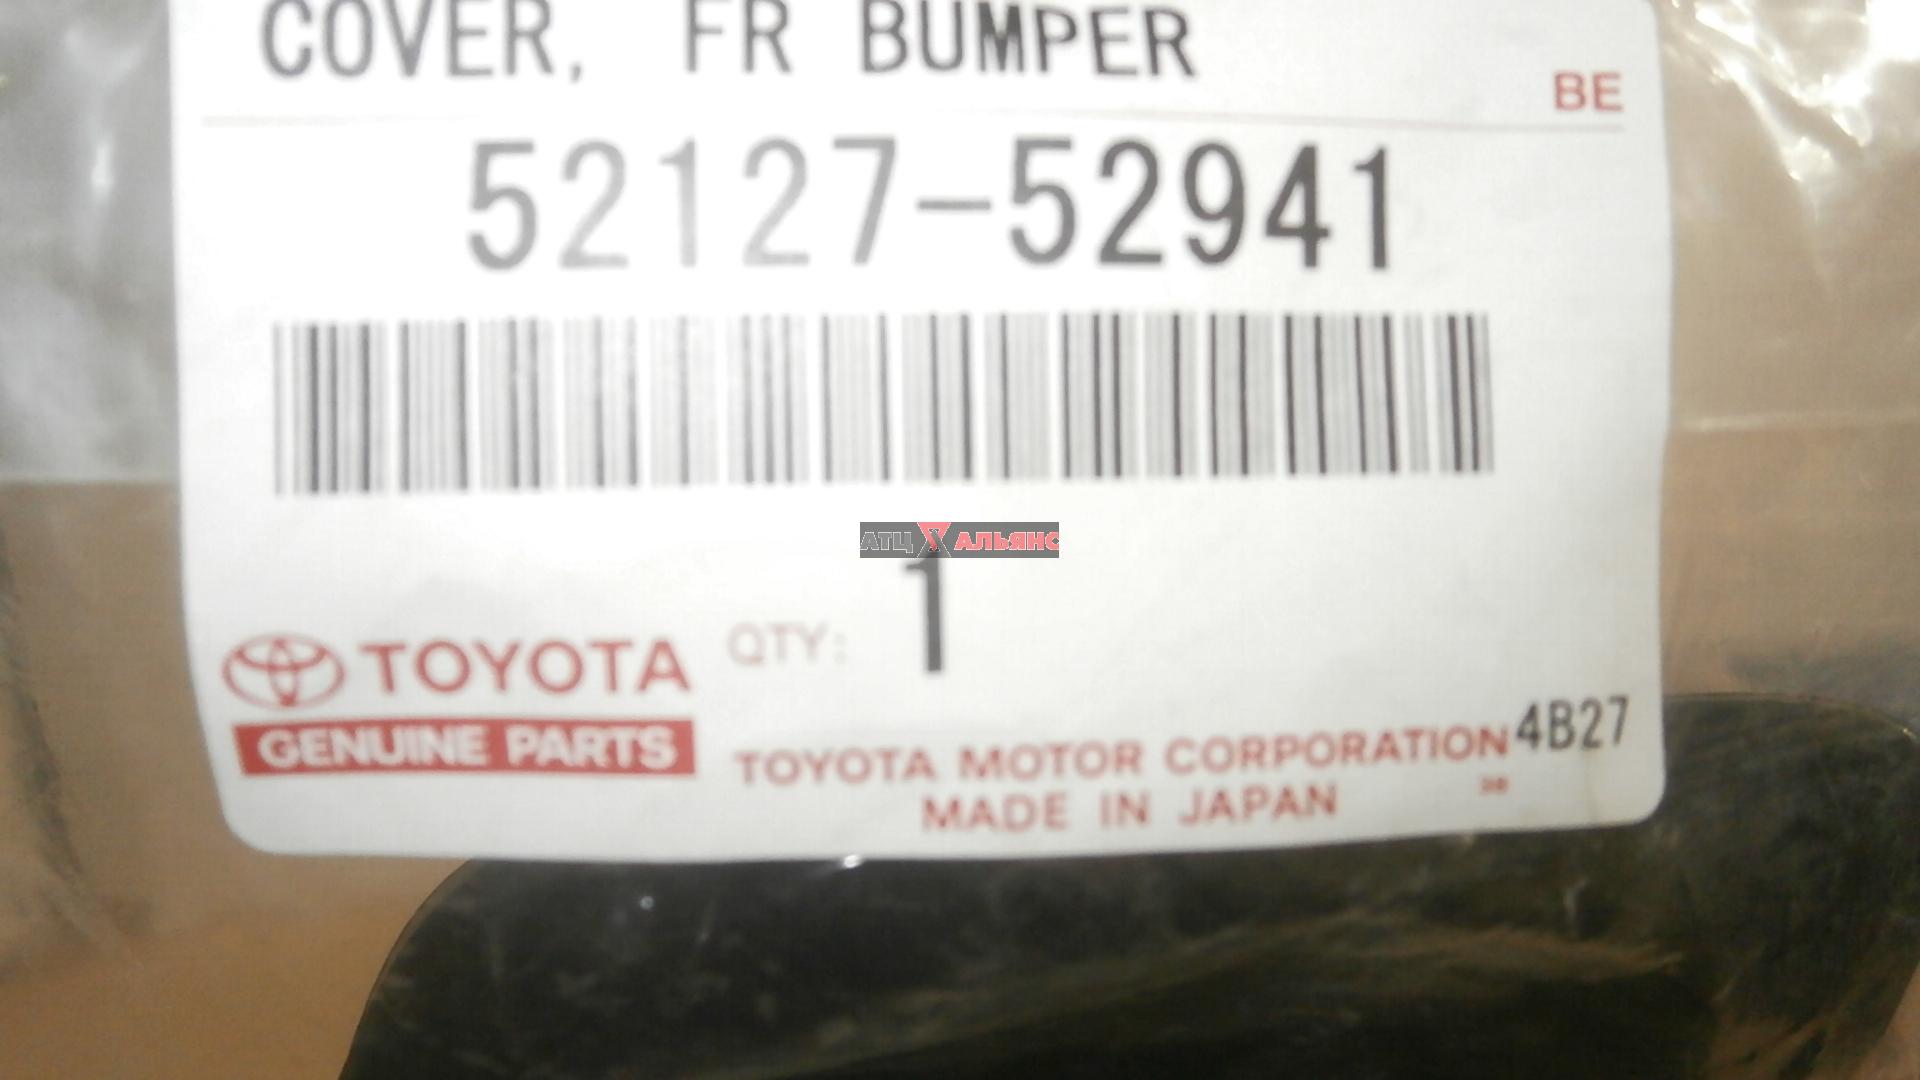 COVER, FR BUMPER
BE
52127-52941
АТЦ АЛЬЯНС
QTY: 1
TOYOTA
GENUINE PARTS
TOYOTA MOTOR CORPORATION 4B27
MADE IN JAPAN